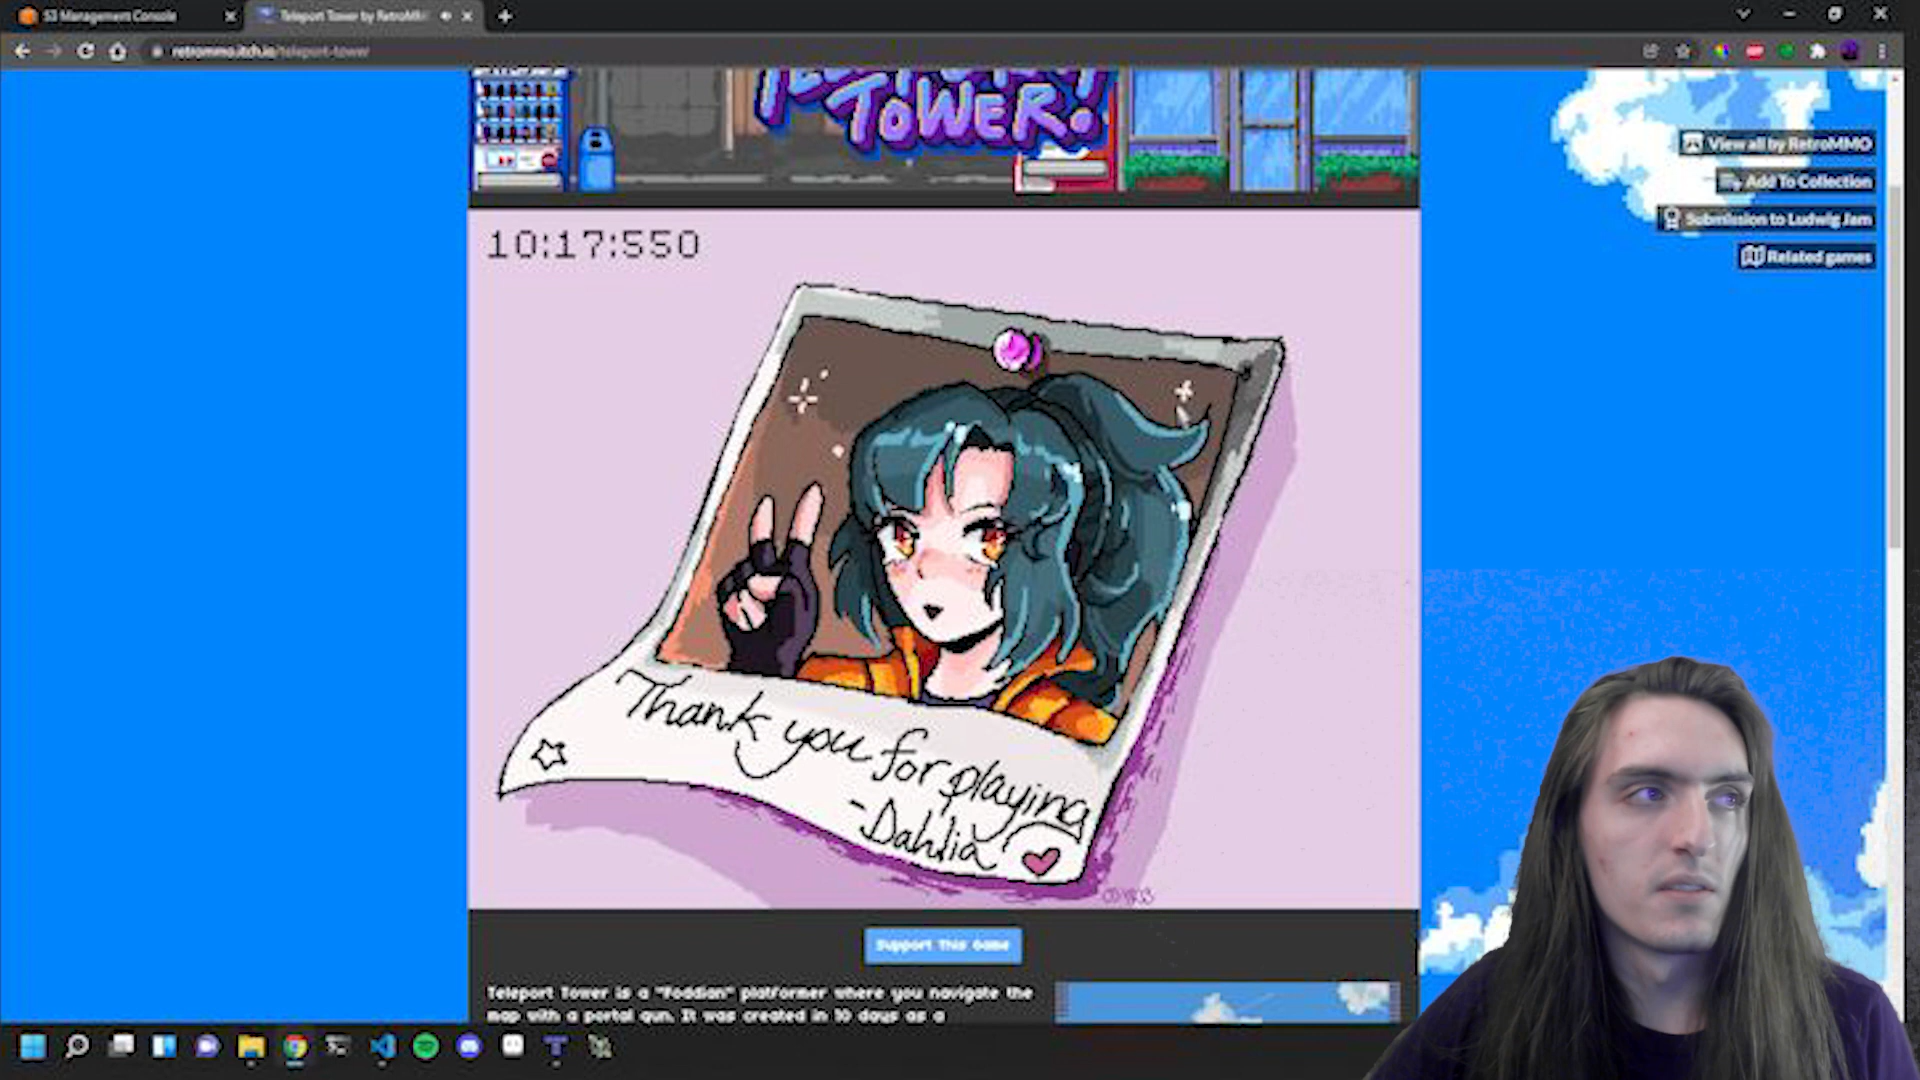 S3 Management Console
Teleport Tower by RetroMM
retrommo.itch.io/teleport-tower
TOWER!
View all by RetroMMO
Add To Collection
Submission to Ludwig Jam
Related games
10:17:550
Thank you for playing
-Dahlia
Support This Game
Teleport Tower is a "Foddian" platformer where you navigate the
map with a portal gun. It was created in 10 days as a